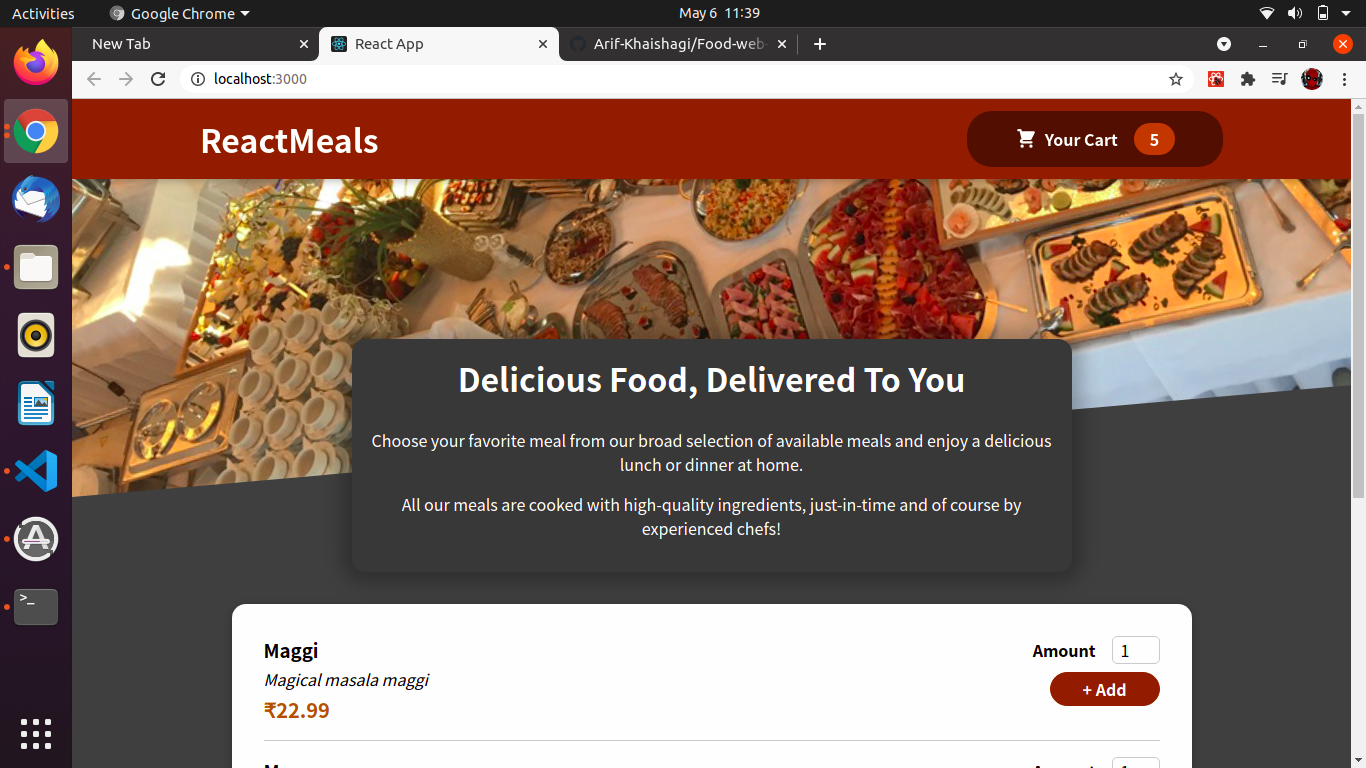 Activities
Google Chrome
May 6 11:39
New Tab
React App
Arif-Khaishagi/Food-web-
localhost:3000
ReactMeals
Your Cart 5
Delicious Food, Delivered To You
Choose your favorite meal from our broad selection of available meals and enjoy a delicious
lunch or dinner at home.
All our meals are cooked with high-quality ingredients, just-in-time and of course by
experienced chefs!
Maggi
Amount 1
Magical masala maggi
+ Add
₹22.99